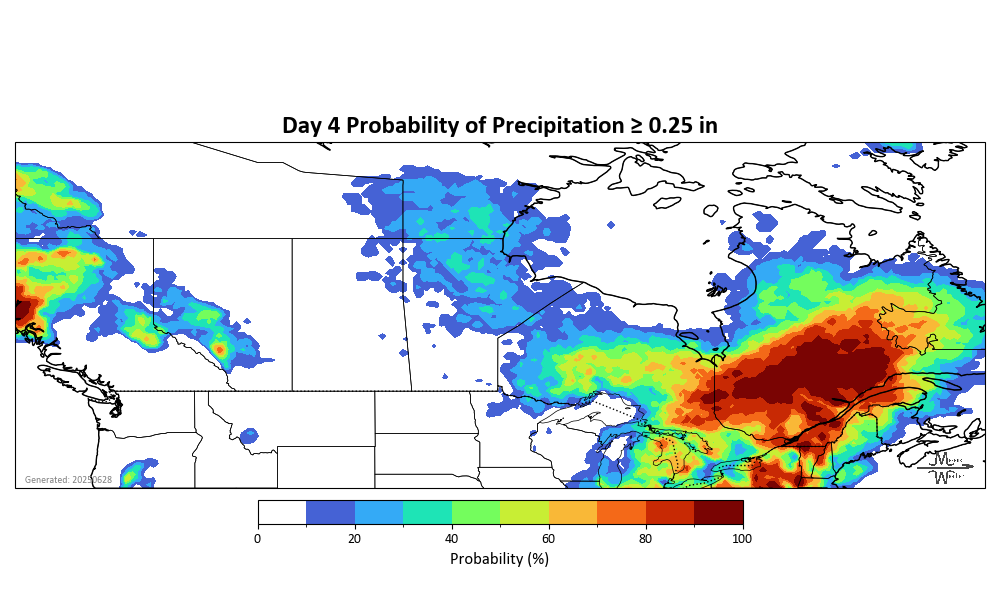 Day 4 Probability of Precipitation ≥ 0.25 in
Generated: 20250628
0 20 40 60 80 100
Probability (%)